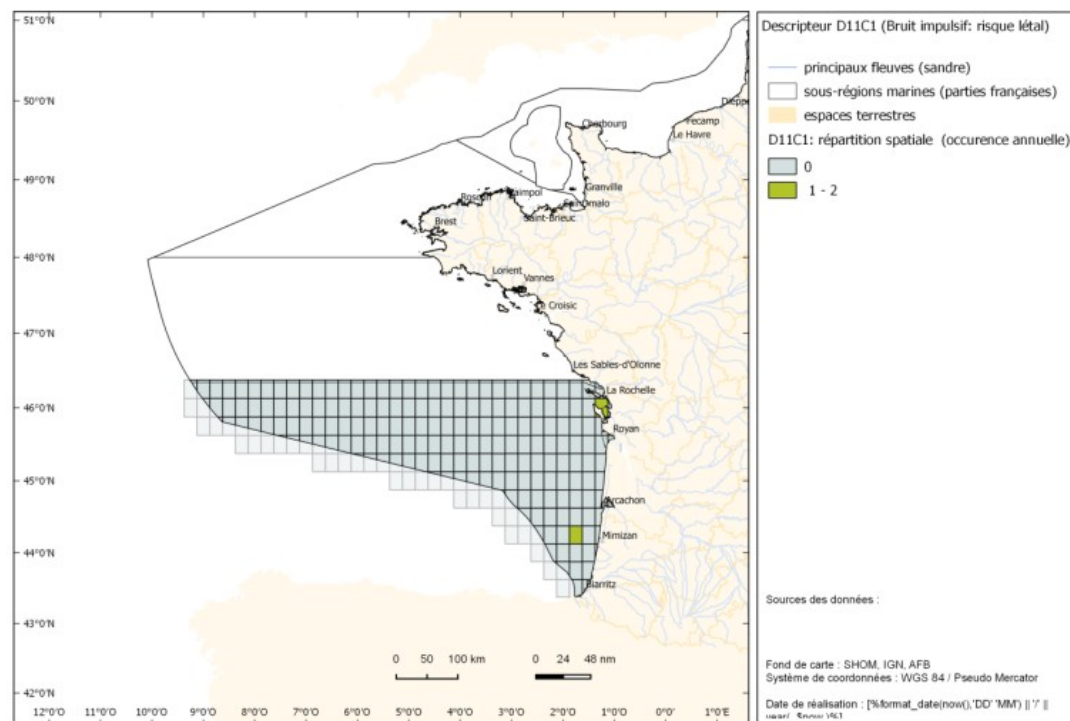 51°0'N
50°0'N
49°0'N
48°0'N
47°0'N
46°0'N
45°0'N
44°0'N
43°0'N
42°0'N
12°0'O
11°0'O
10°0'O
9°0'O
8°0'O
7°0'O
6°0'O
5°0'O
4°0'O
3°0'O
2°0'O
1°0'O
0°0'O
1°0'E
Dieppe
Fecamp
Le Havre
Cherbourg
Granville
Saint-Brieuc
Brest
Lorient
Vannes
Croisic
Les Sables-d'Olonne
La Rochelle
Royan
Arcachon
Mimizan
Biarritz
0 50 100 km
0 24 48 nm
Descripteur D11C1 (Bruit impulsif: risque létal)
principaux fleuves (sandre)
sous-régions marines (parties françaises)
espaces terrestres
D11C1: répartition spatiale (occurence annuelle)
0
1 - 2
Sources des données :
Fond de carte : SHOM, IGN, AFB
Système de coordonnées : WGS 84 / Pseudo Mercator
Date de réalisation : [%format_date(now(),'DD' 'MM') || '/' ||